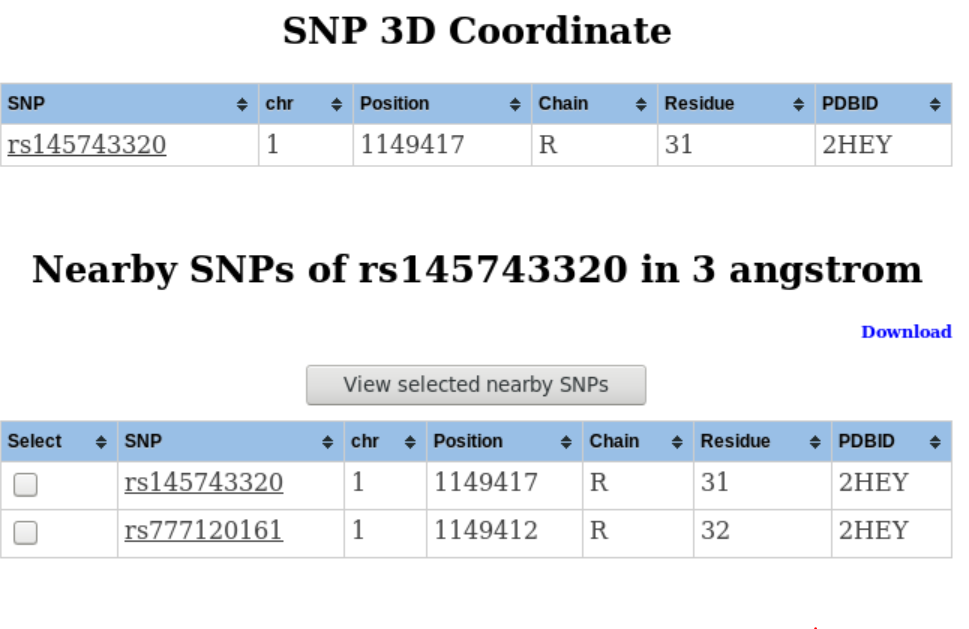 SNP 3D Coordinate
SNP chr Position Chain Residue PDBID
rs145743320 1 1149417 R 31 2HEY
Nearby SNPs of rs145743320 in 3 angstrom
Download
View selected nearby SNPs
Select SNP chr Position Chain Residue PDBID
rs145743320 1 1149417 R 31 2HEY
rs777120161 1 1149412 R 32 2HEY